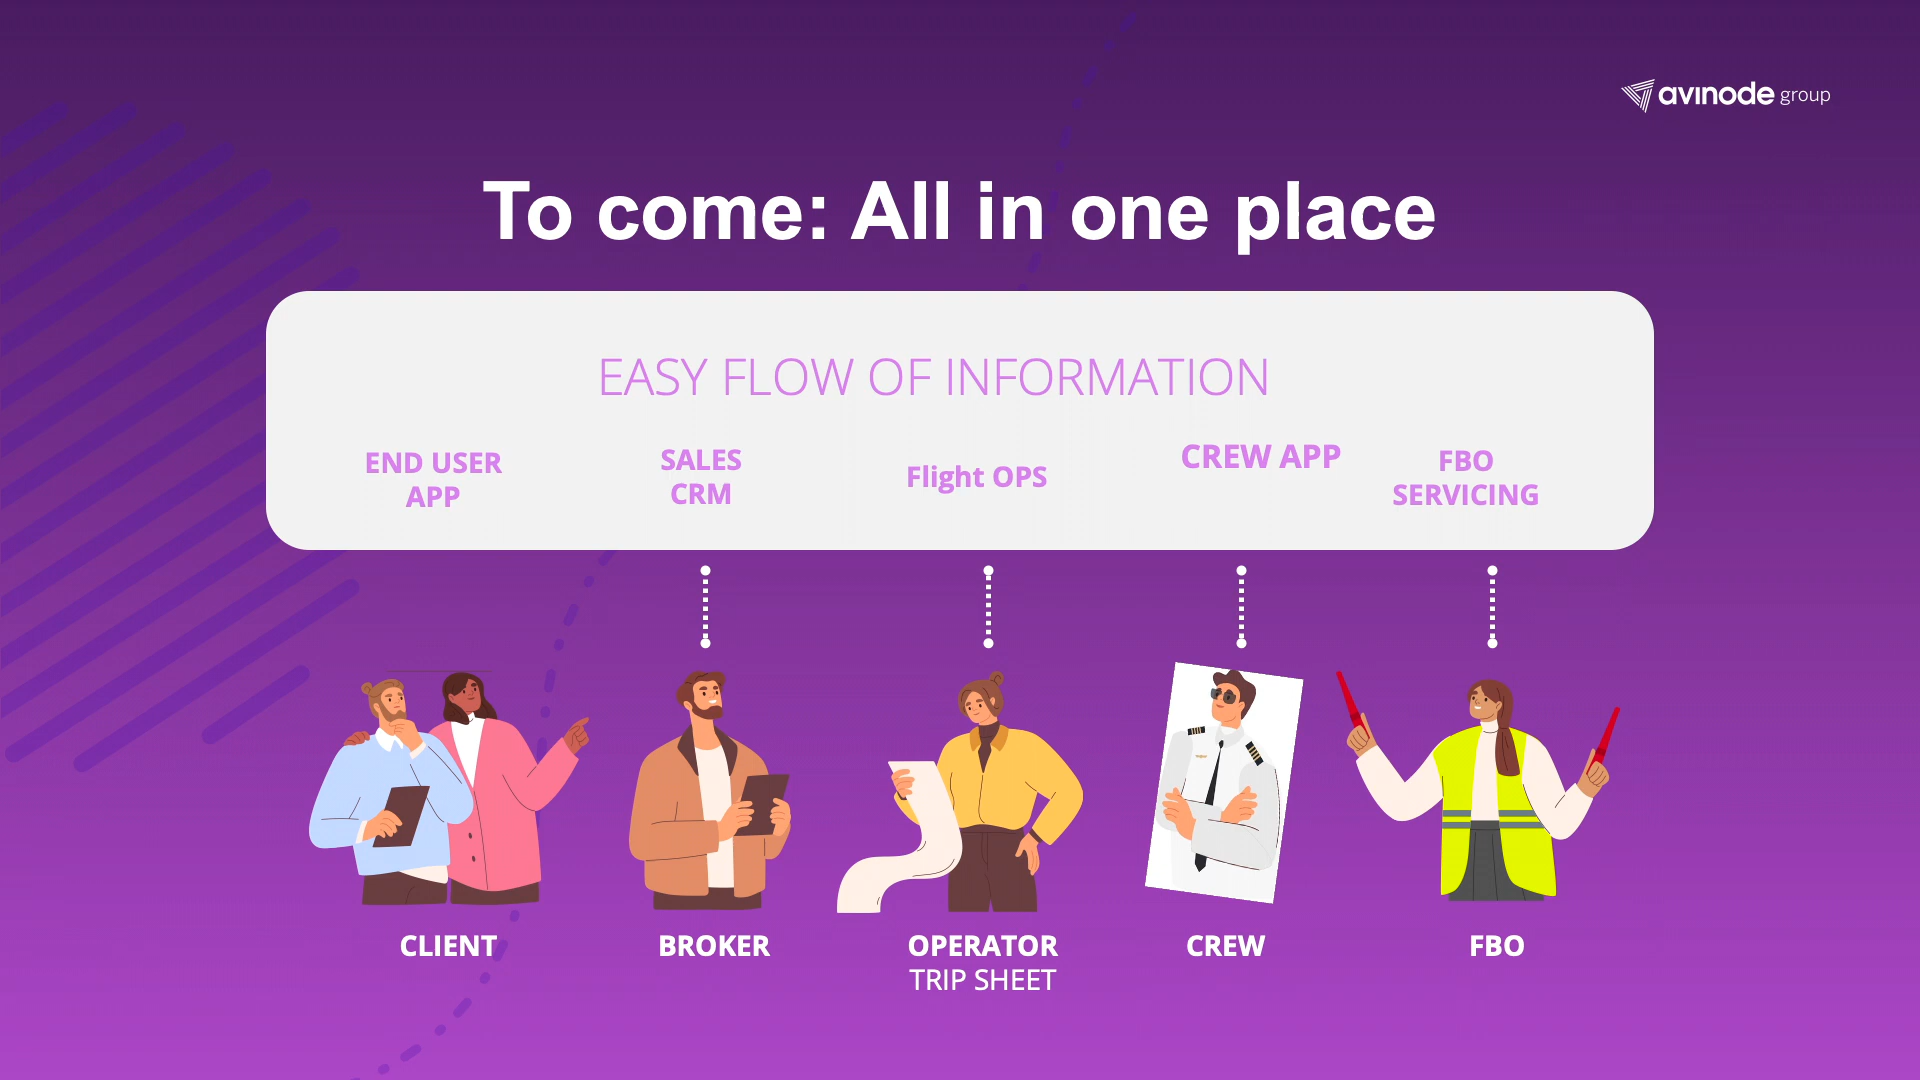 avinode group
To come: All in one place
EASY FLOW OF INFORMATION
END USER
APP
SALES
CRM
Flight OPS
CREW APP
FBO
SERVICING
CLIENT
BROKER
OPERATOR
TRIP SHEET
CREW
FBO